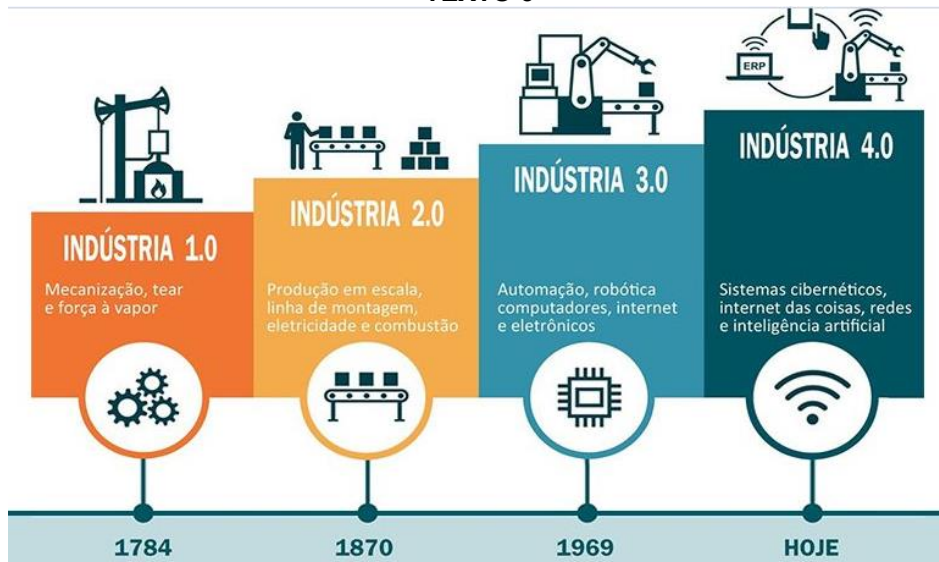 ERP
INDÚSTRIA 1.0
Mecanização, tear
e força à vapor
INDÚSTRIA 2.0
Produção em escala,
linha de montagem,
eletricidade e combustão
INDÚSTRIA 3.0
Automação, robótica
computadores, internet
e eletrônicos
INDÚSTRIA 4.0
Sistemas cibernéticos,
internet das coisas, redes
e inteligência artificial
1784
1870
1969
HOJE